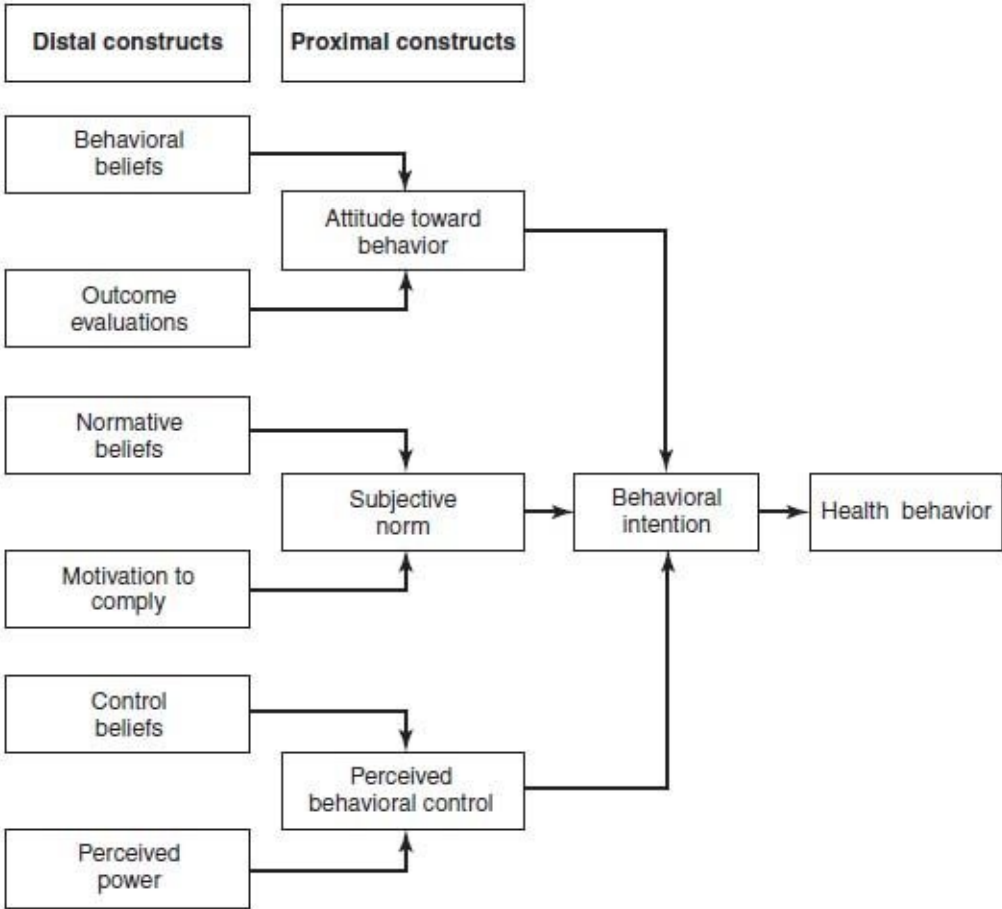 Distal constructs
Proximal constructs
Behavioral
beliefs
Attitude toward
behavior
Outcome
evaluations
Normative
beliefs
Subjective
norm
Behavioral
intention
Health behavior
Motivation to
comply
Control
beliefs
Perceived
behavioral control
Perceived
power